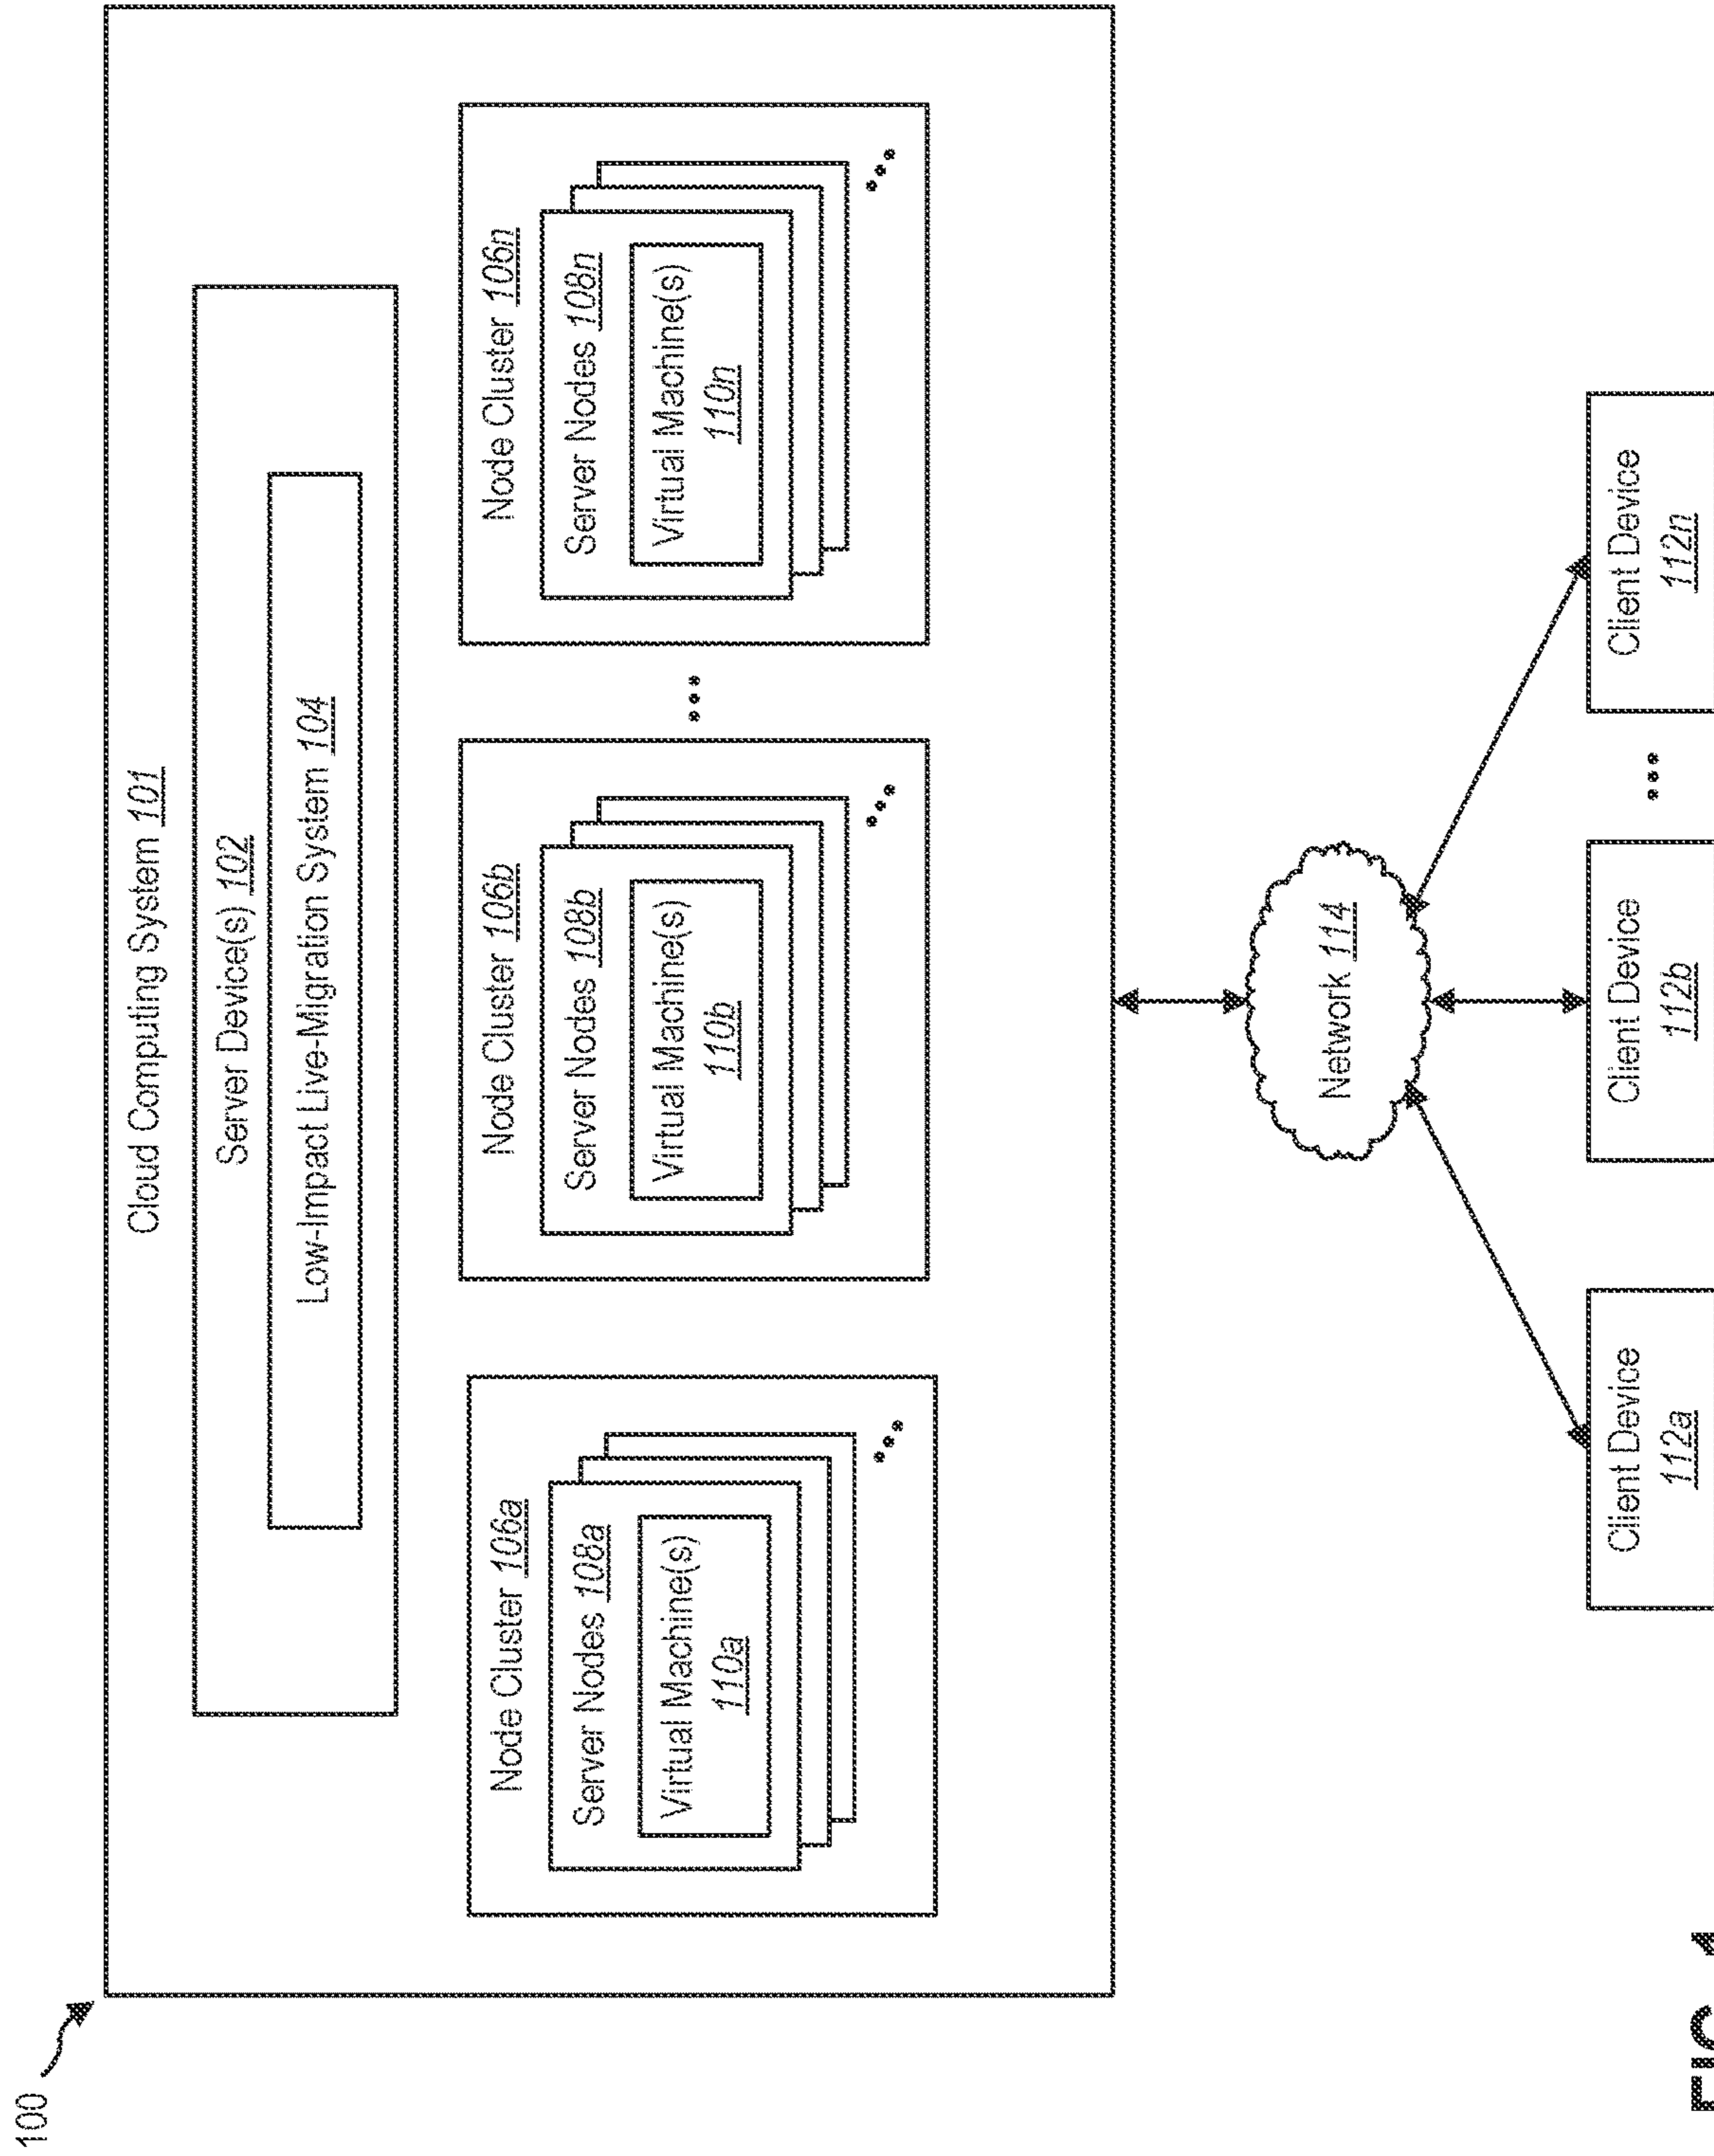 100
Cloud Computing System 101
Server Device(s) 102
Low-Impact Live-Migration System 104
Node Cluster 106a
Server Nodes 108a
Virtual Machine(s)
110a
Node Cluster 106b
Server Nodes 108b
Virtual Machine(s)
110b
...
Node Cluster 106n
Server Nodes 108n
Virtual Machine(s)
110n
Network 114
Client Device
112a
Client Device
112b
...
Client Device
112n